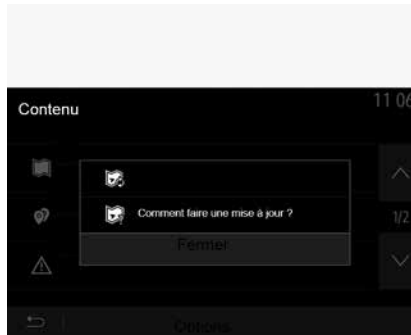 Contenu
11 06
Comment faire une mise à jour ?
1/2
Fermer
Options